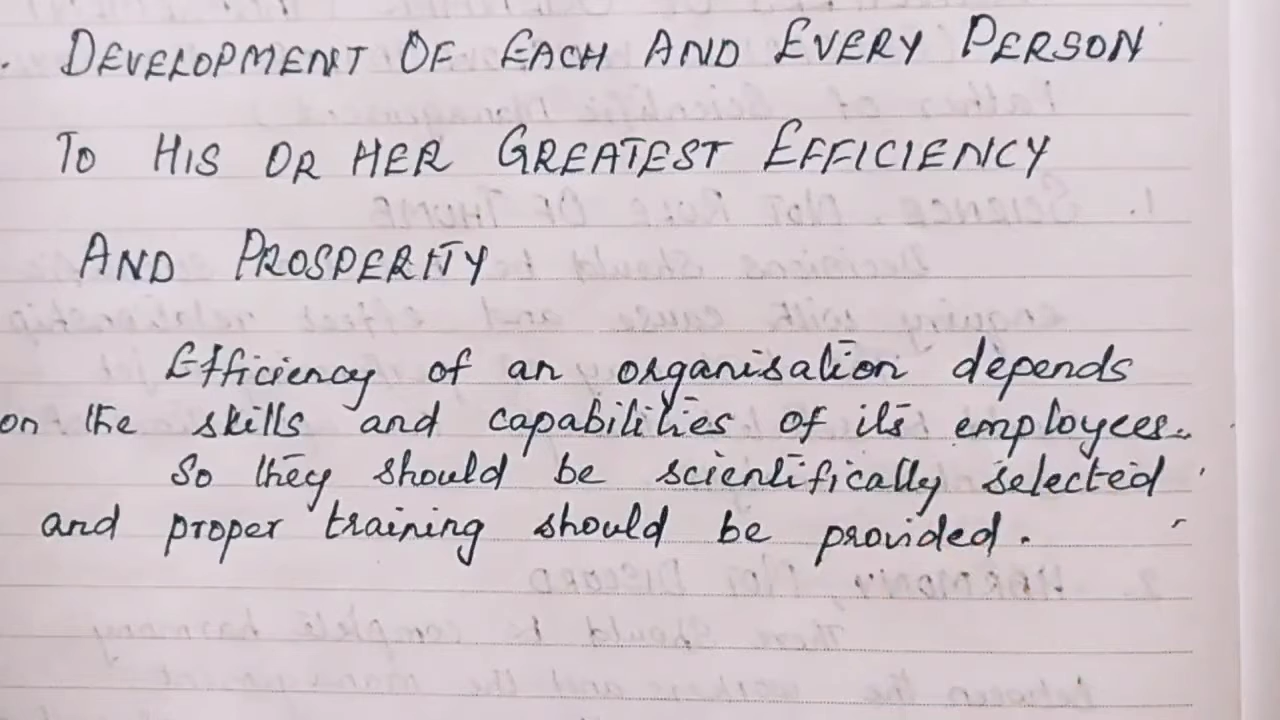 DEVELOPMENT OF EACH AND EVERY PERSON
TO HIS OR HER GREATEST EFFICIENCY
AND PROSPERITY
Efficiency of an organisation depends
on the skills and capabilities of its employees.
So they should be scientifically selected
and proper training should be provided.